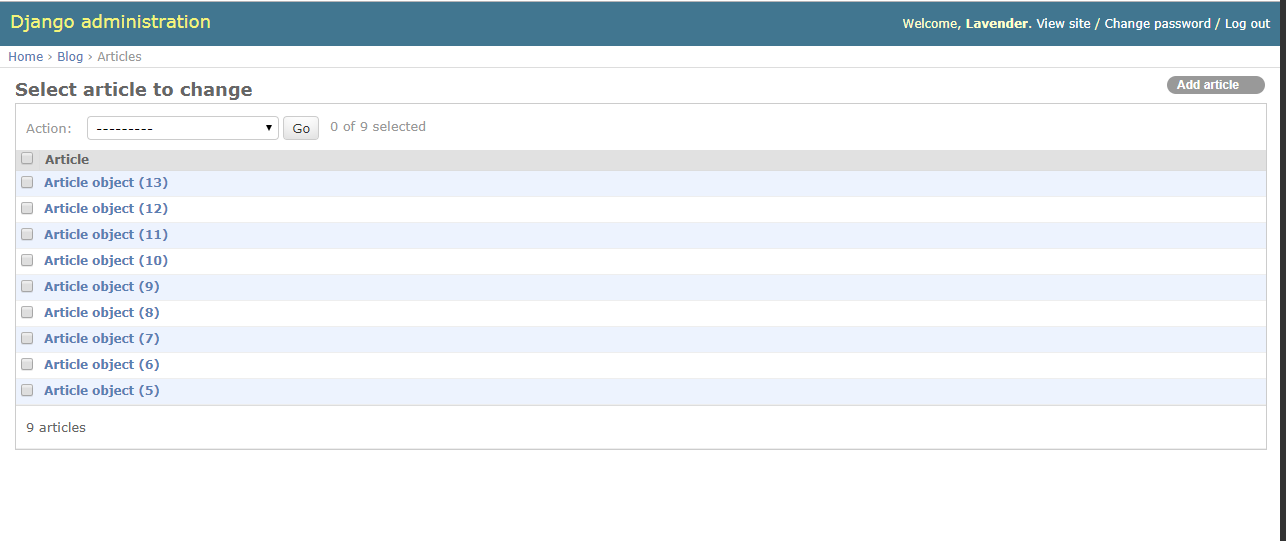 Django administration
Welcome, Lavender. View site / Change password / Log out
Home › Blog › Articles
Select article to change
Add article
Action: --------- Go 0 of 9 selected
Article
Article object (13)
Article object (12)
Article object (11)
Article object (10)
Article object (9)
Article object (8)
Article object (7)
Article object (6)
Article object (5)
9 articles